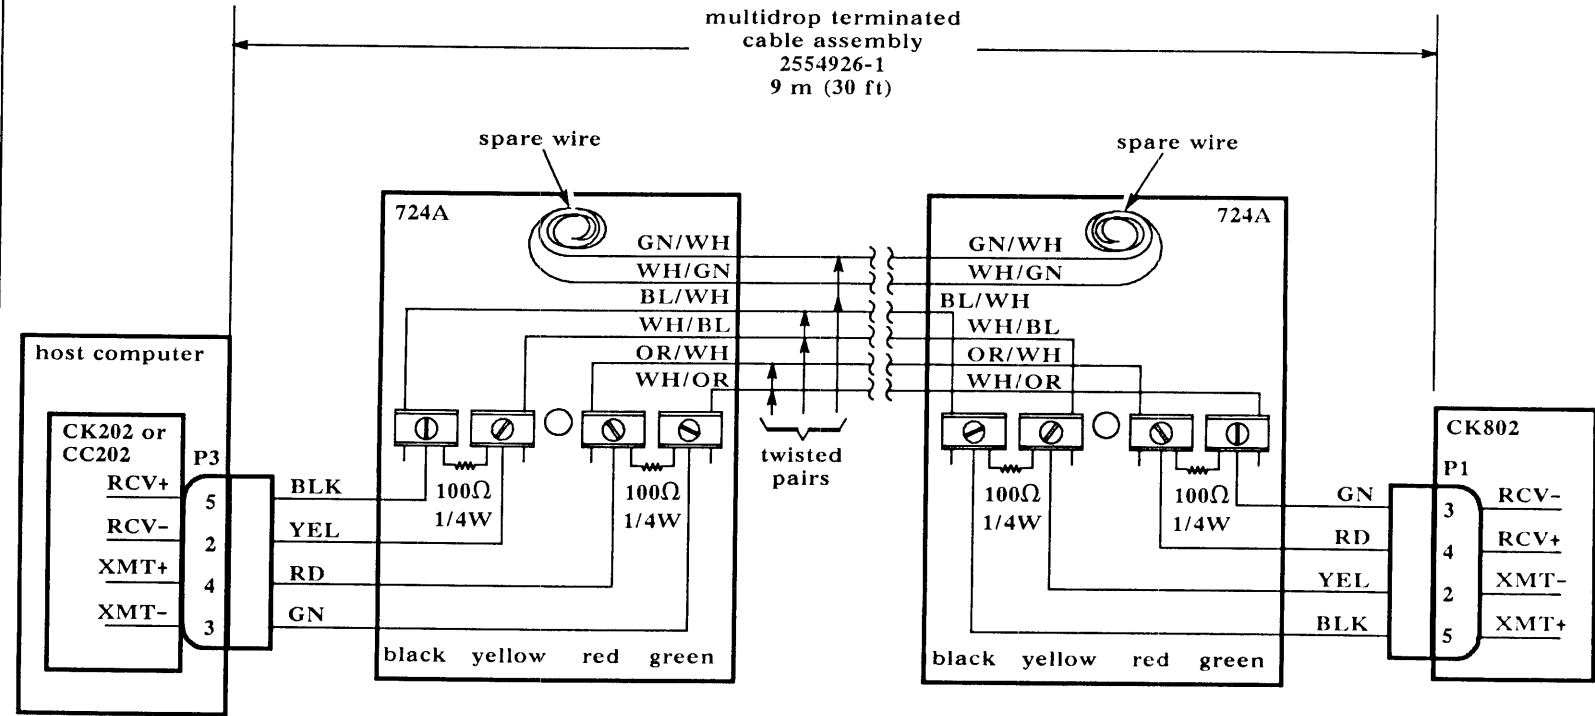 multidrop terminated
cable assembly
2554926-1
9 m (30 ft)
spare wire
spare wire
724A
724A
GN/WH
WH/GN
BL/WH
WH/BL
OR/WH
WH/OR
GN/WH
WH/GN
BL/WH
WH/BL
OR/WH
WH/OR
twisted
pairs
host computer
CK202 or
CC202
P3
RCV+
5
BLK
RCV-
2
YEL
XMT+
4
RD
XMT-
3
GN
100Ω
1/4W
100Ω
1/4W
black yellow red green
100Ω
1/4W
100Ω
1/4W
black yellow red green
CK802
P1
GN
3
RCV-
RD
4
RCV+
YEL
2
XMT-
BLK
5
XMT+